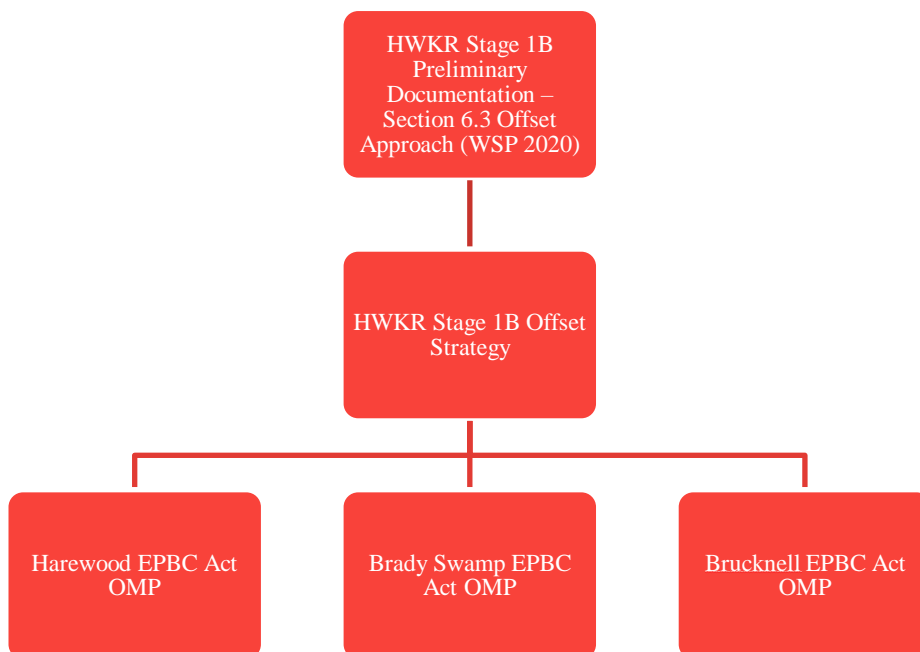 HWKR Stage 1B
Preliminary
Documentation –
Section 6.3 Offset
Approach (WSP 2020)
HWKR Stage 1B Offset
Strategy
Harewood EPBC Act
OMP
Brady Swamp EPBC
Act OMP
Brucknell EPBC Act
OMP